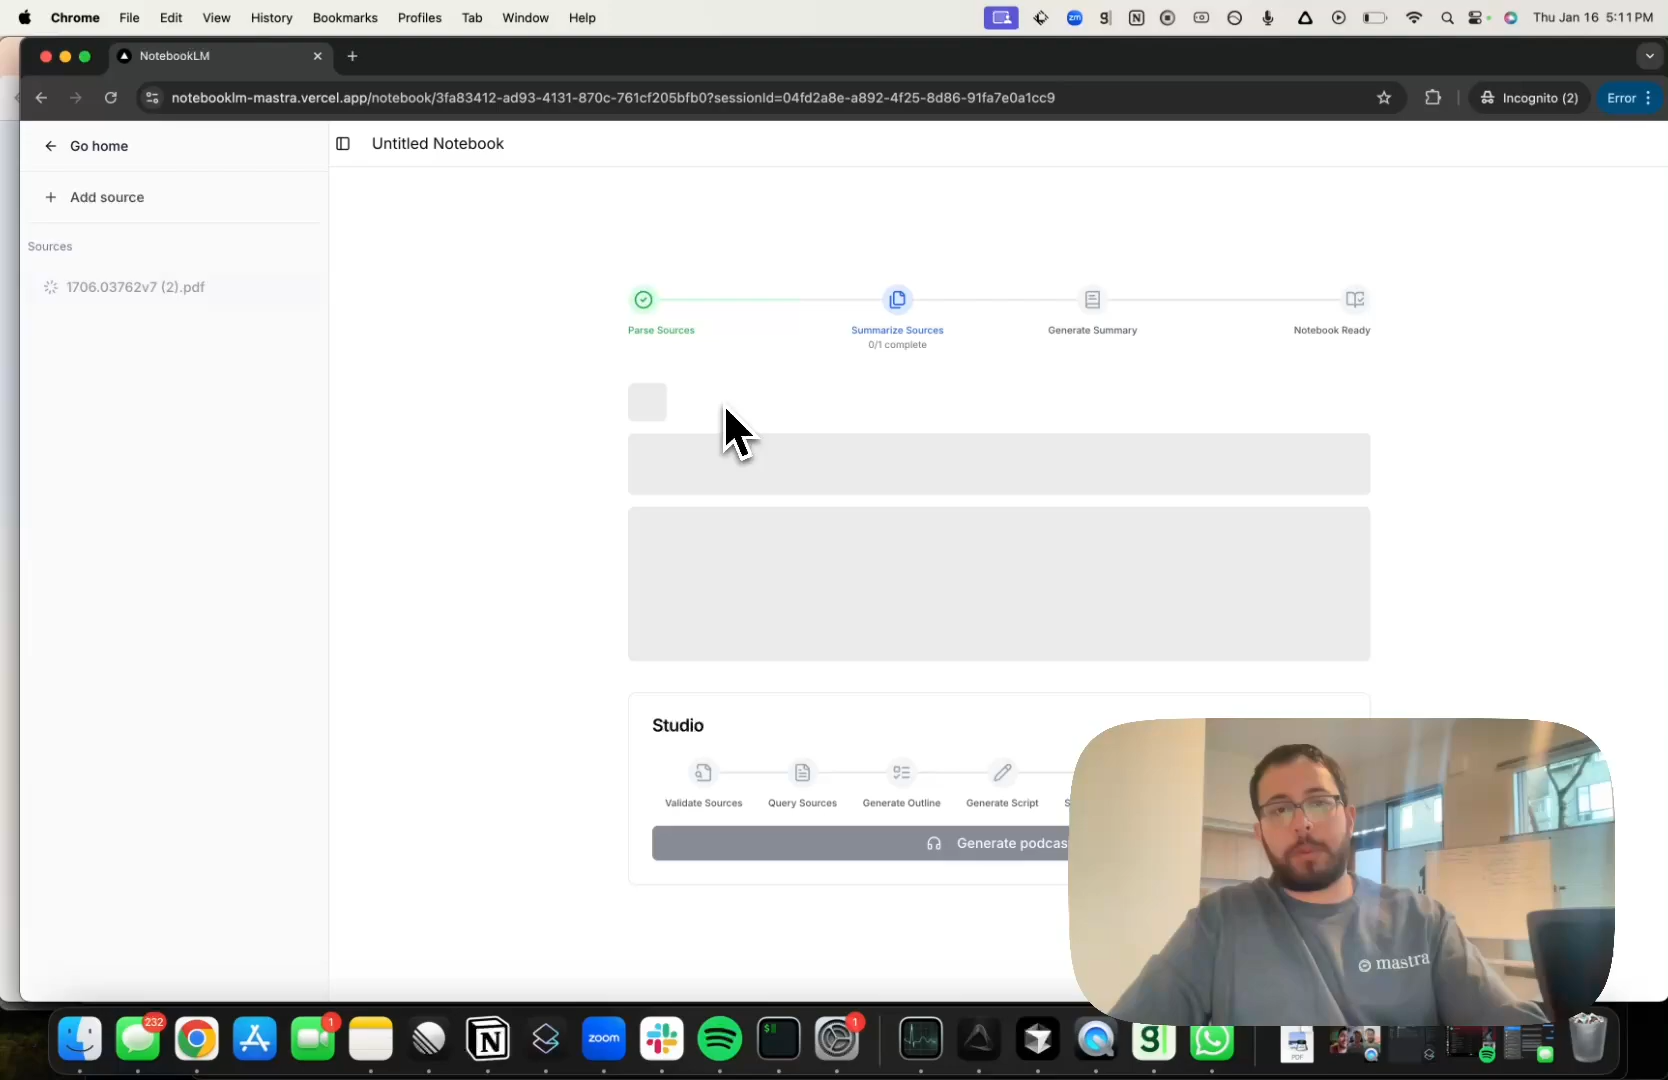 Chrome File Edit View History Bookmarks Profiles Tab Window Help
zm
Thu Jan 16 5:11 PM
NotebookLM
notebooklm-mastra.vercel.app/notebook/3fa83412-ad93-4131-870c-761cf205bfb0?sessionId=04fd2a8e-a892-4f25-8d86-91fa7e0a1cc9
Incognito (2)
Error
Go home
Untitled Notebook
Add source
Sources
1706.03762v7 (2).pdf
Parse Sources
Summarize Sources
0/1 complete
Generate Summary
Notebook Ready
Studio
Validate Sources
Query Sources
Generate Outline
Generate Script
Generate podcas
mastra
232
1
zoom
1
PDF